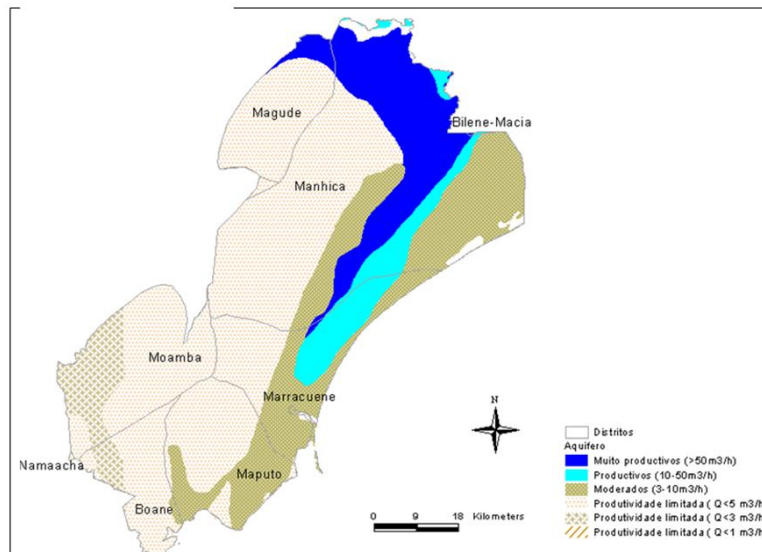 Magude
Bilene-Macia
Manhica
Moamba
Marracuene
Namaacha
Maputo
Boane
N
0 9 18 Kilometers
Distritos
Aquifero
Muito productivos (>50m3/h)
Productivos (10-50m3/h)
Moderados (3-10m3/h)
Produtividade limitada ( Q<5 m3/h
Produtividade limitada ( Q<3 m3/h
Produtividade limitada ( Q<1 m3/h